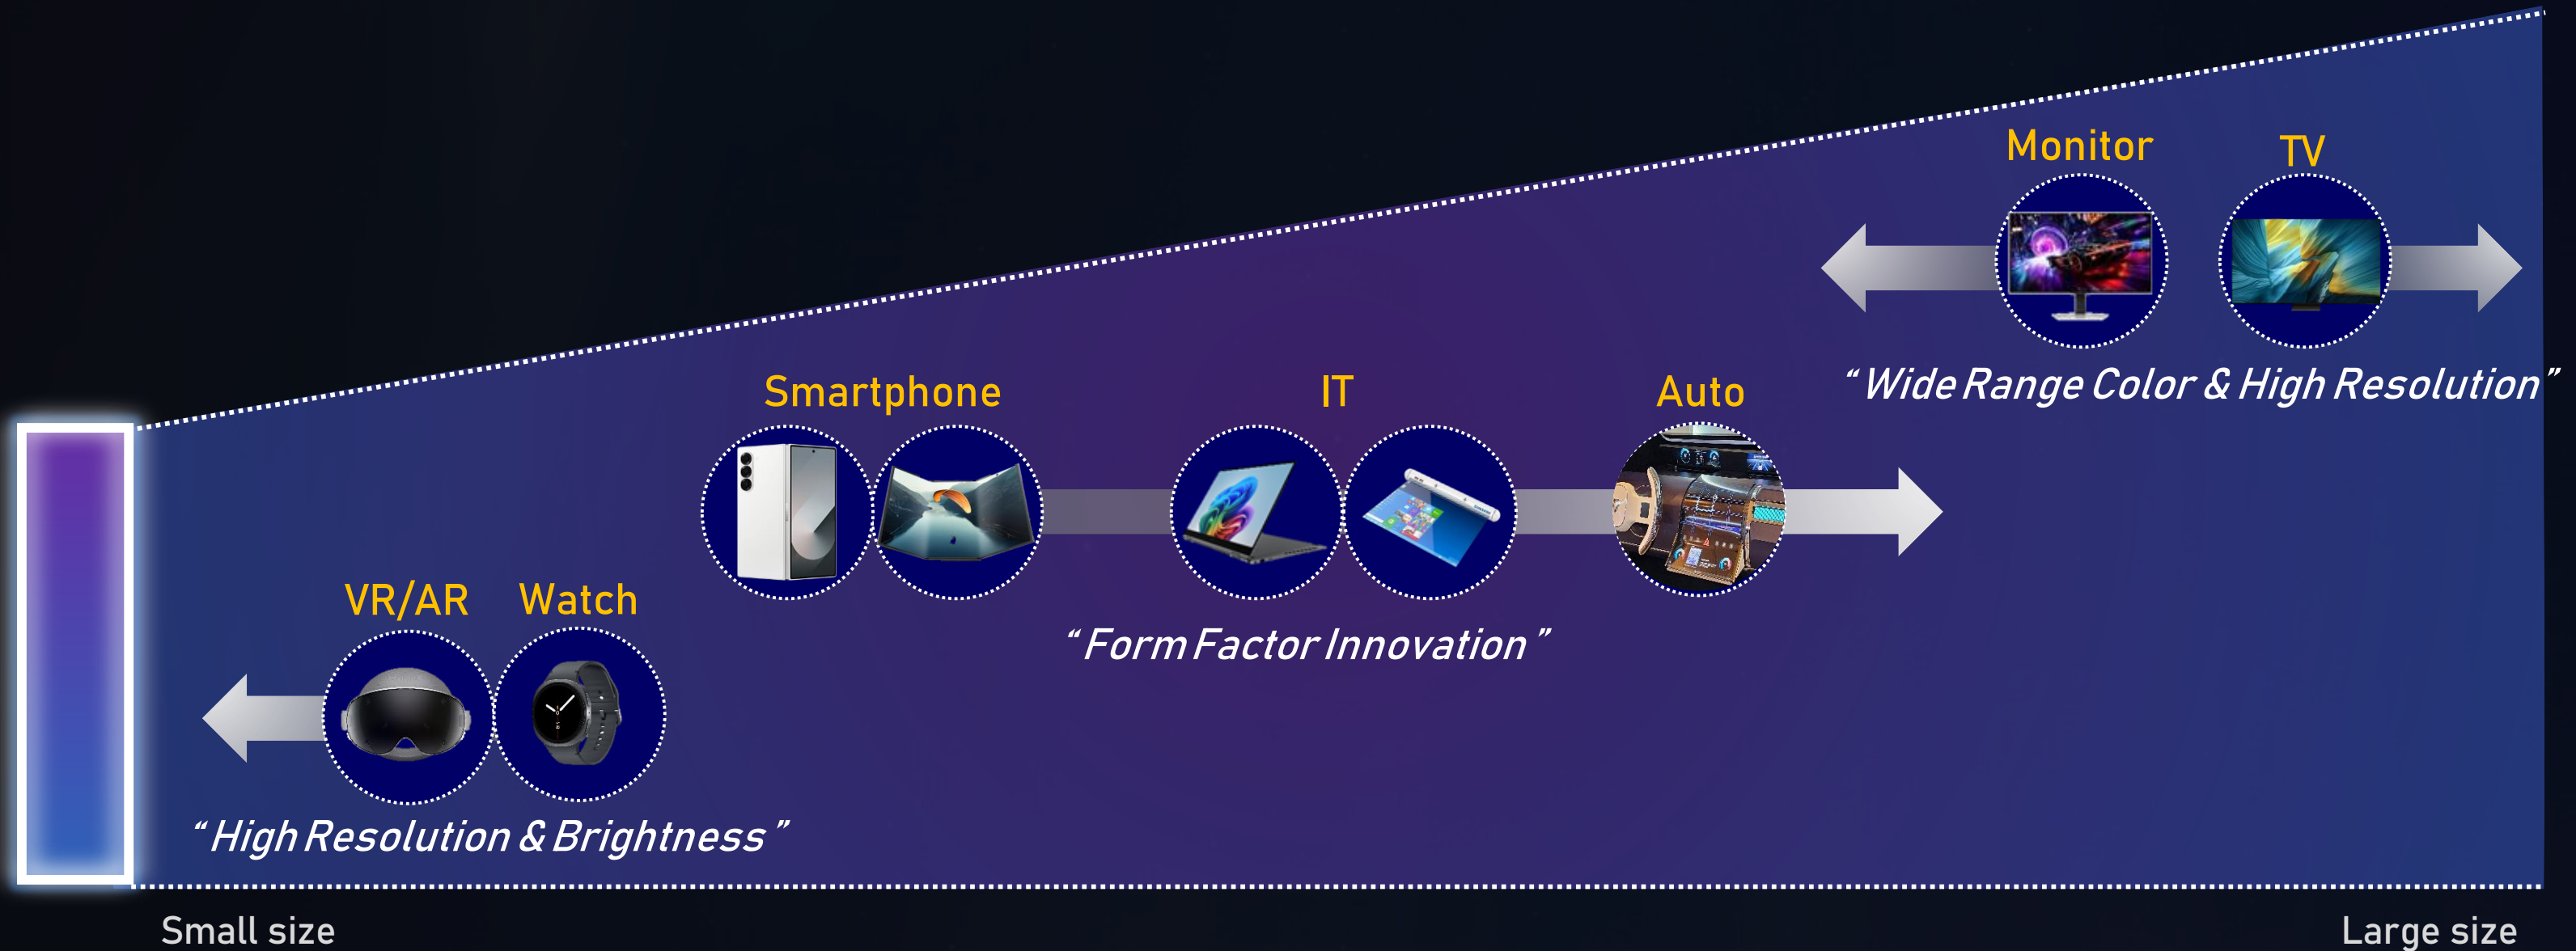 Monitor
TV
“Wide Range Color & High Resolution”
Smartphone
IT
Auto
“Form Factor Innovation”
VR/AR
Watch
“High Resolution & Brightness”
Small size
Large size